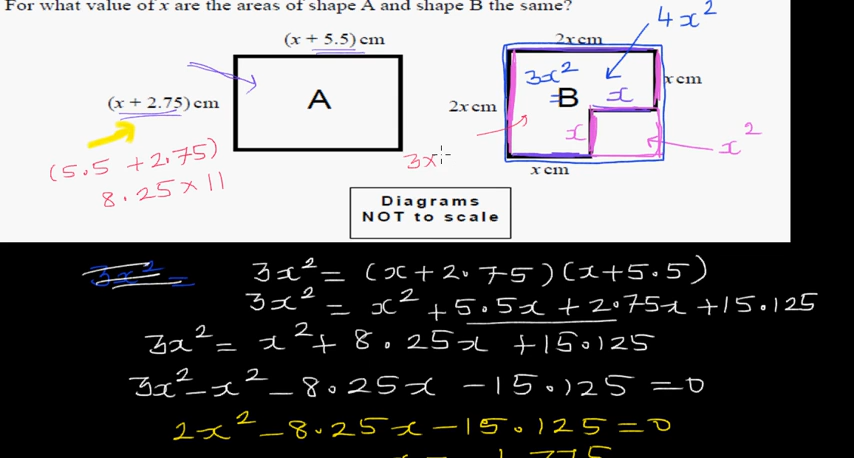 For what value of x are the areas of shape A and shape B the same?
(x + 5.5) cm
2x cm
4x²
(x + 2.75) cm
A
3x²
= B
x
x cm
2x cm
(5.5 + 2.75)
8.25 × 11
3x
x
x²
x cm
Diagrams
NOT to scale
3x² =
3x² = (x + 2.75)(x + 5.5)
3x² = x² + 5.5x + 2.75x + 15.125
3x² = x² + 8.25x + 15.125
3x² - x² - 8.25x - 15.125 = 0
2x² - 8.25x - 15.125 = 0